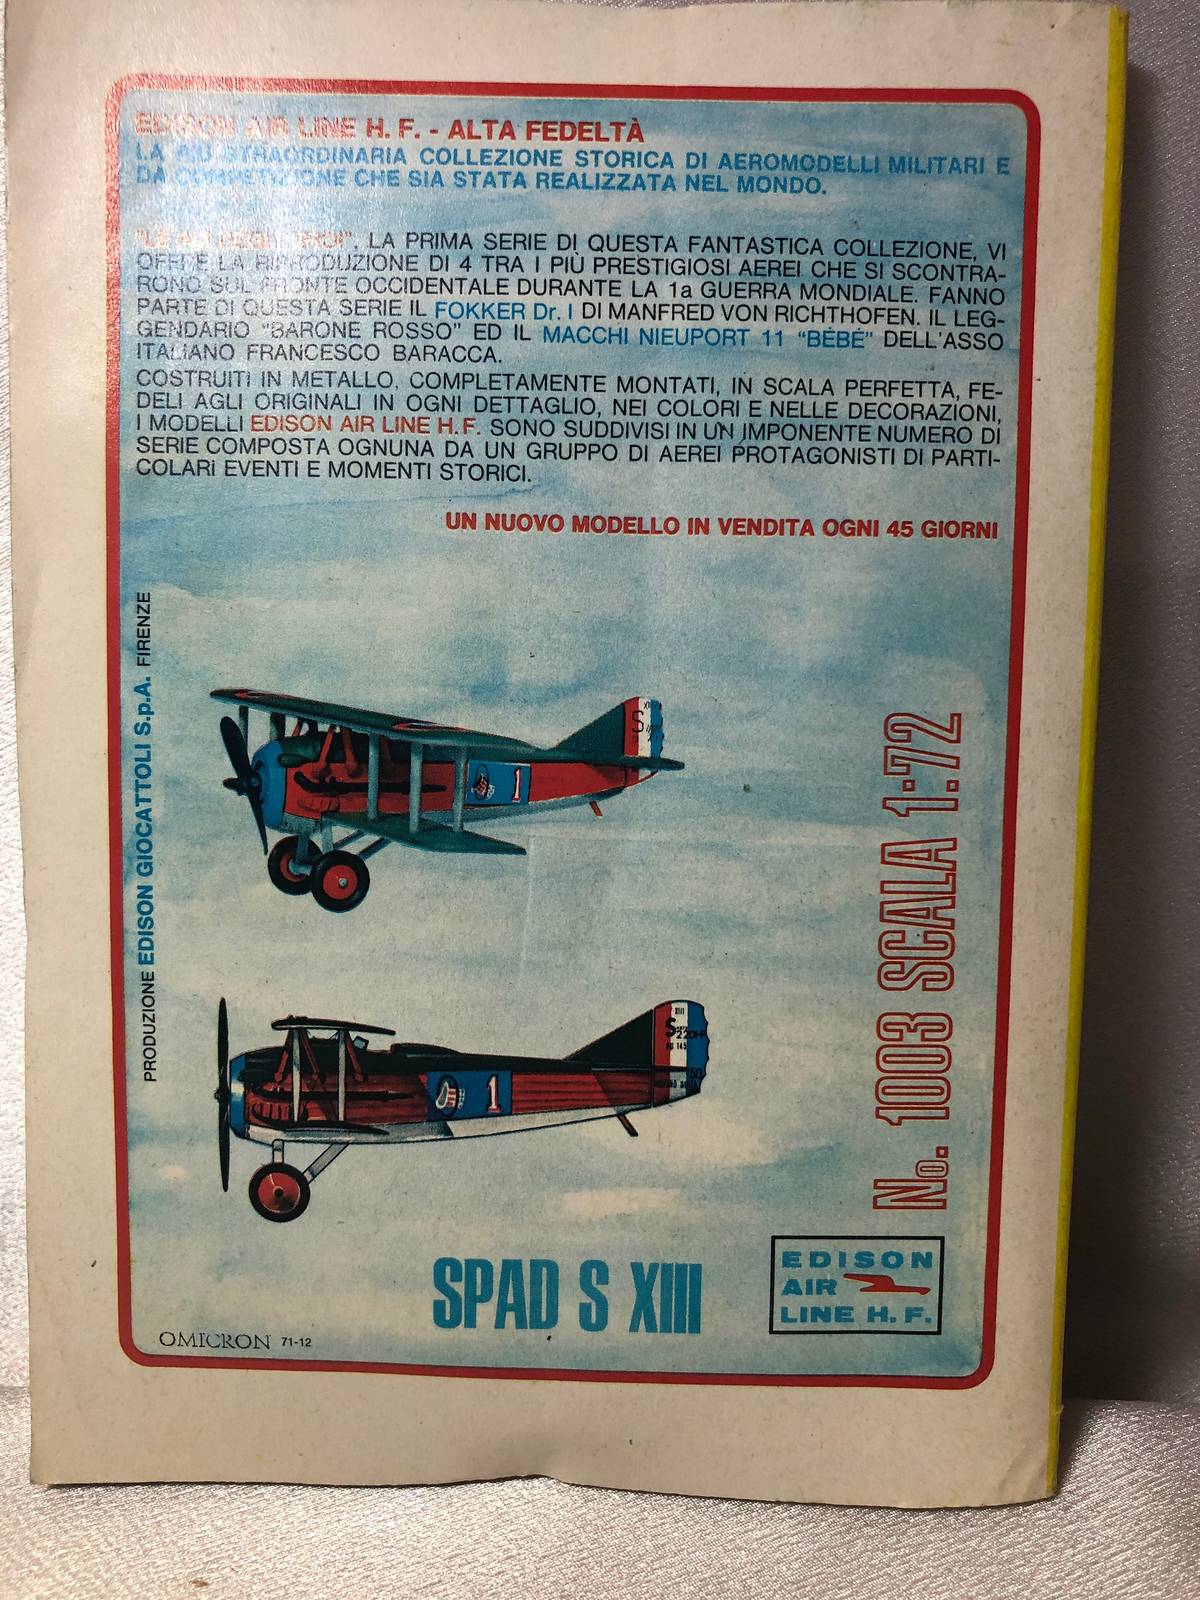 EDISON AIR LINE H. F. - ALTA FEDELTÀ
LA PIÙ STRAORDINARIA COLLEZIONE STORICA DI AEROMODELLI MILITARI E
DA COMPETIZIONE CHE SIA STATA REALIZZATA NEL MONDO.
"LE ALI DEGLI EROI", LA PRIMA SERIE DI QUESTA FANTASTICA COLLEZIONE, VI
OFFRE LA RIPRODUZIONE DI 4 TRA I PIÙ PRESTIGIOSI AEREI CHE SI SCONTRA-
RONO SUL FRONTE OCCIDENTALE DURANTE LA 1a GUERRA MONDIALE. FANNO
PARTE DI QUESTA SERIE IL FOKKER Dr. I DI MANFRED VON RICHTHOFEN. IL LEG-
GENDARIO "BARONE ROSSO" ED IL MACCHI NIEUPORT 11 "BÉBÉ" DELL'ASSO
ITALIANO FRANCESCO BARACCA.
COSTRUITI IN METALLO, COMPLETAMENTE MONTATI, IN SCALA PERFETTA, FE-
DELI AGLI ORIGINALI IN OGNI DETTAGLIO, NEI COLORI E NELLE DECORAZIONI,
I MODELLI EDISON AIR LINE H. F. SONO SUDDIVISI IN UN IMPONENTE NUMERO DI
SERIE COMPOSTA OGNUNA DA UN GRUPPO DI AEREI PROTAGONISTI DI PARTI-
COLARI EVENTI E MOMENTI STORICI.
UN NUOVO MODELLO IN VENDITA OGNI 45 GIORNI
PRODUZIONE EDISON GIOCATTOLI S.p.A. FIRENZE
S
1
No. 1003 SCALA 1:72
XIII
S
220HP
1
SPAD S XIII
EDISON
AIR
LINE H. F.
OMICRON 71-12